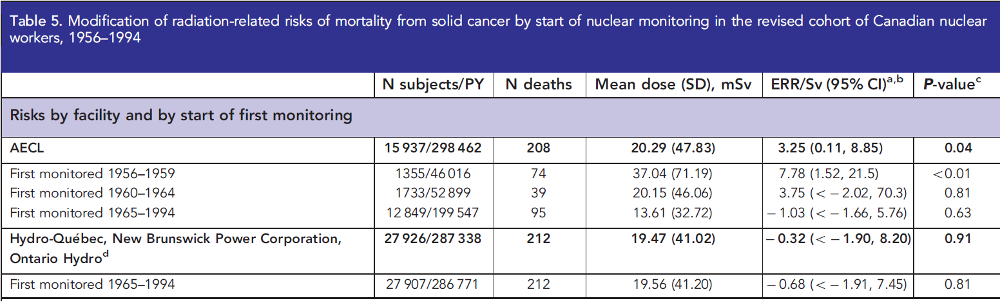 Table 5. Modification of radiation-related risks of mortality from solid cancer by start of nuclear monitoring in the revised cohort of Canadian nuclear
workers, 1956–1994
N subjects/PY N deaths Mean dose (SD), mSv ERR/Sv (95% CI)a,b P-valuec
Risks by facility and by start of first monitoring
AECL 15 937/298 462 208 20.29 (47.83) 3.25 (0.11, 8.85) 0.04
First monitored 1956–1959 1355/46 016 74 37.04 (71.19) 7.78 (1.52, 21.5) <0.01
First monitored 1960–1964 1733/52 899 39 20.15 (46.06) 3.75 (< − 2.02, 70.3) 0.81
First monitored 1965–1994 12 849/199 547 95 13.61 (32.72) − 1.03 (< − 1.66, 5.76) 0.63
Hydro-Québec, New Brunswick Power Corporation, 27 926/287 338 212 19.47 (41.02) − 0.32 (< − 1.90, 8.20) 0.91
Ontario Hydrod
First monitored 1965–1994 27 907/286 771 212 19.56 (41.20) − 0.68 (< − 1.91, 7.45) 0.81